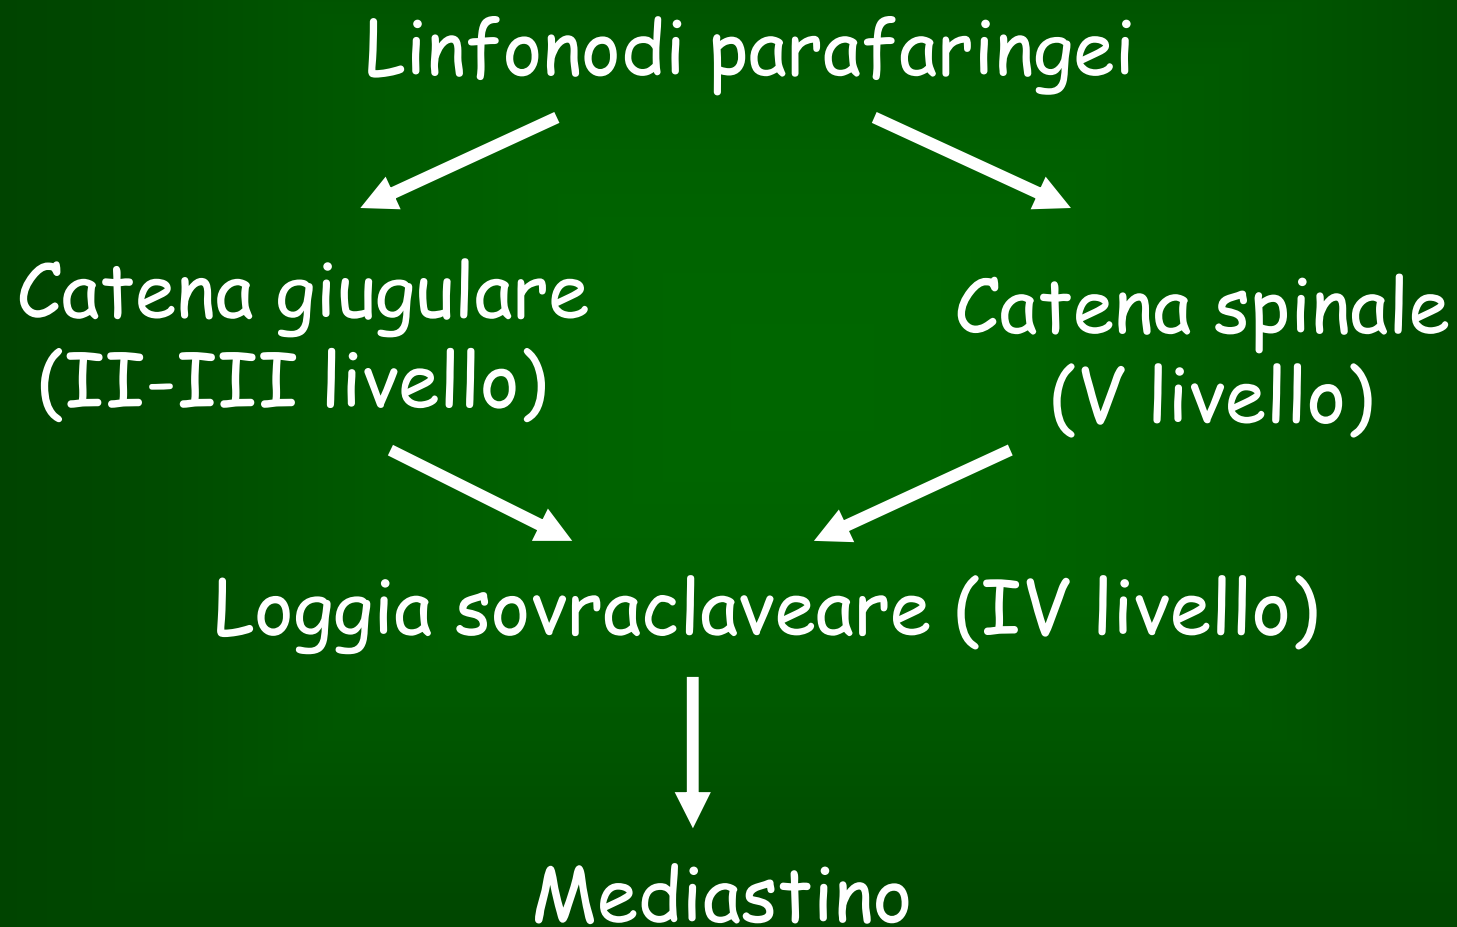 Linfonodi parafaringei
Catena giugulare
(II-III livello)
Catena spinale
(V livello)
Loggia sovraclaveare (IV livello)
Mediastino